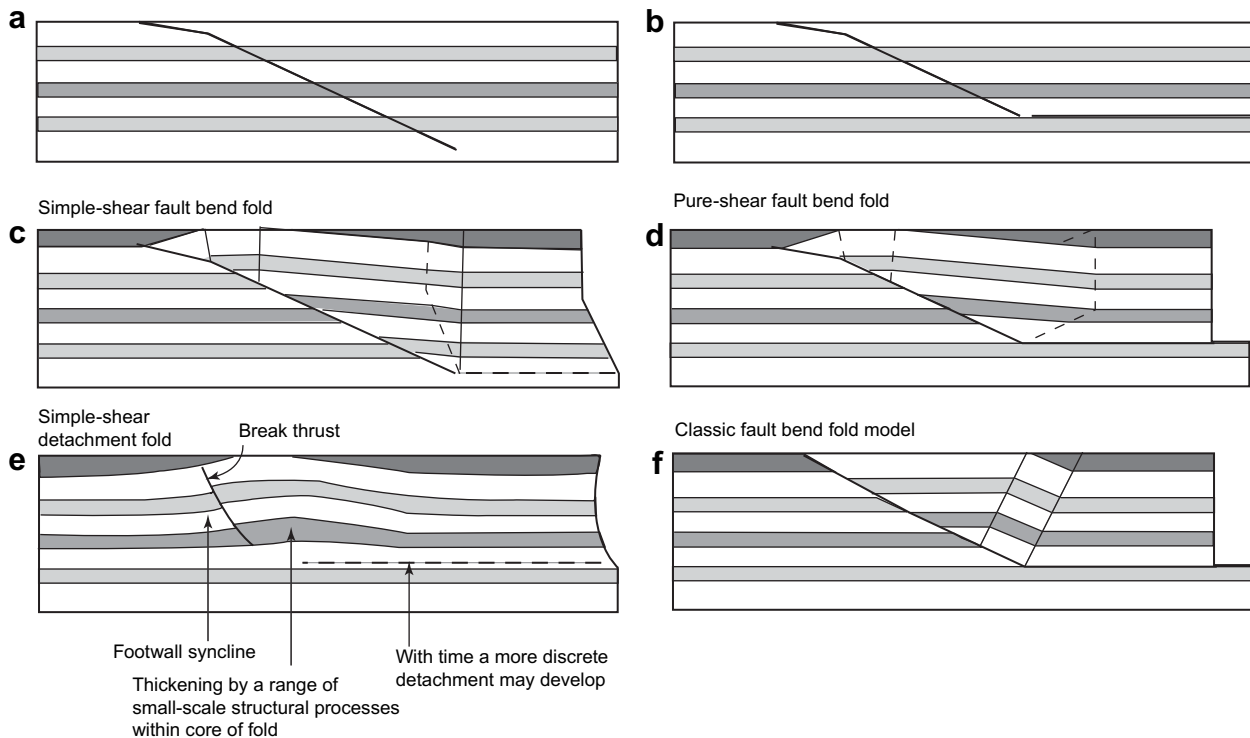 a
b
Simple-shear fault bend fold
Pure-shear fault bend fold
c
d
Simple-shear
detachment fold
Break thrust
Classic fault bend fold model
e
f
Footwall syncline
Thickening by a range of
small-scale structural processes
within core of fold
With time a more discrete
detachment may develop